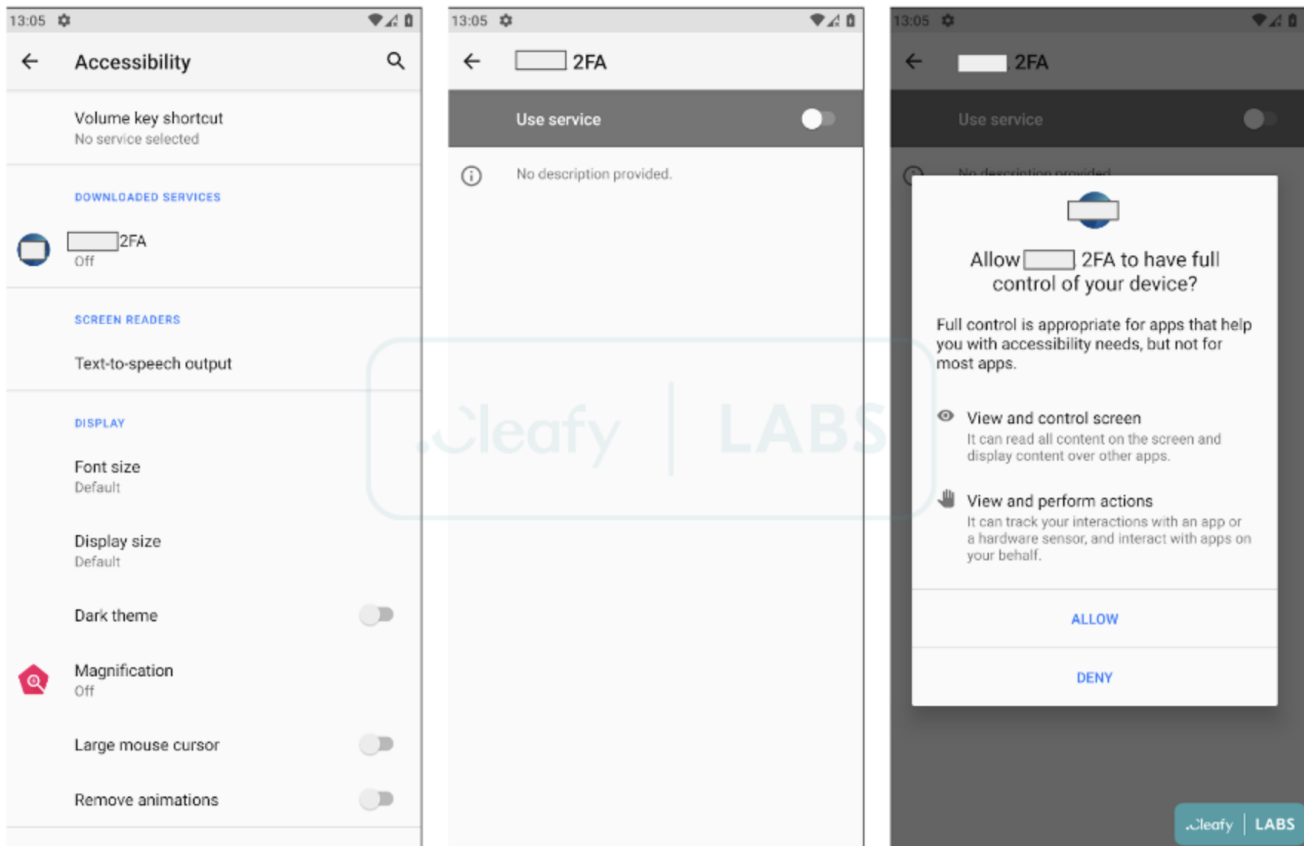 13:05
Accessibility
Volume key shortcut
No service selected
DOWNLOADED SERVICES
2FA
Off
SCREEN READERS
Text-to-speech output
DISPLAY
Font size
Default
Display size
Default
Dark theme
Magnification
Off
Large mouse cursor
Remove animations
13:05
2FA
Use service
No description provided.
13:05
2FA
Use service
No description provided.
Allow 2FA to have full
control of your device?
Full control is appropriate for apps that help
you with accessibility needs, but not for
most apps.
View and control screen
It can read all content on the screen and
display content over other apps.
View and perform actions
It can track your interactions with an app or
a hardware sensor, and interact with apps on
your behalf.
ALLOW
DENY
.Cleafy | LABS
.Cleafy | LABS